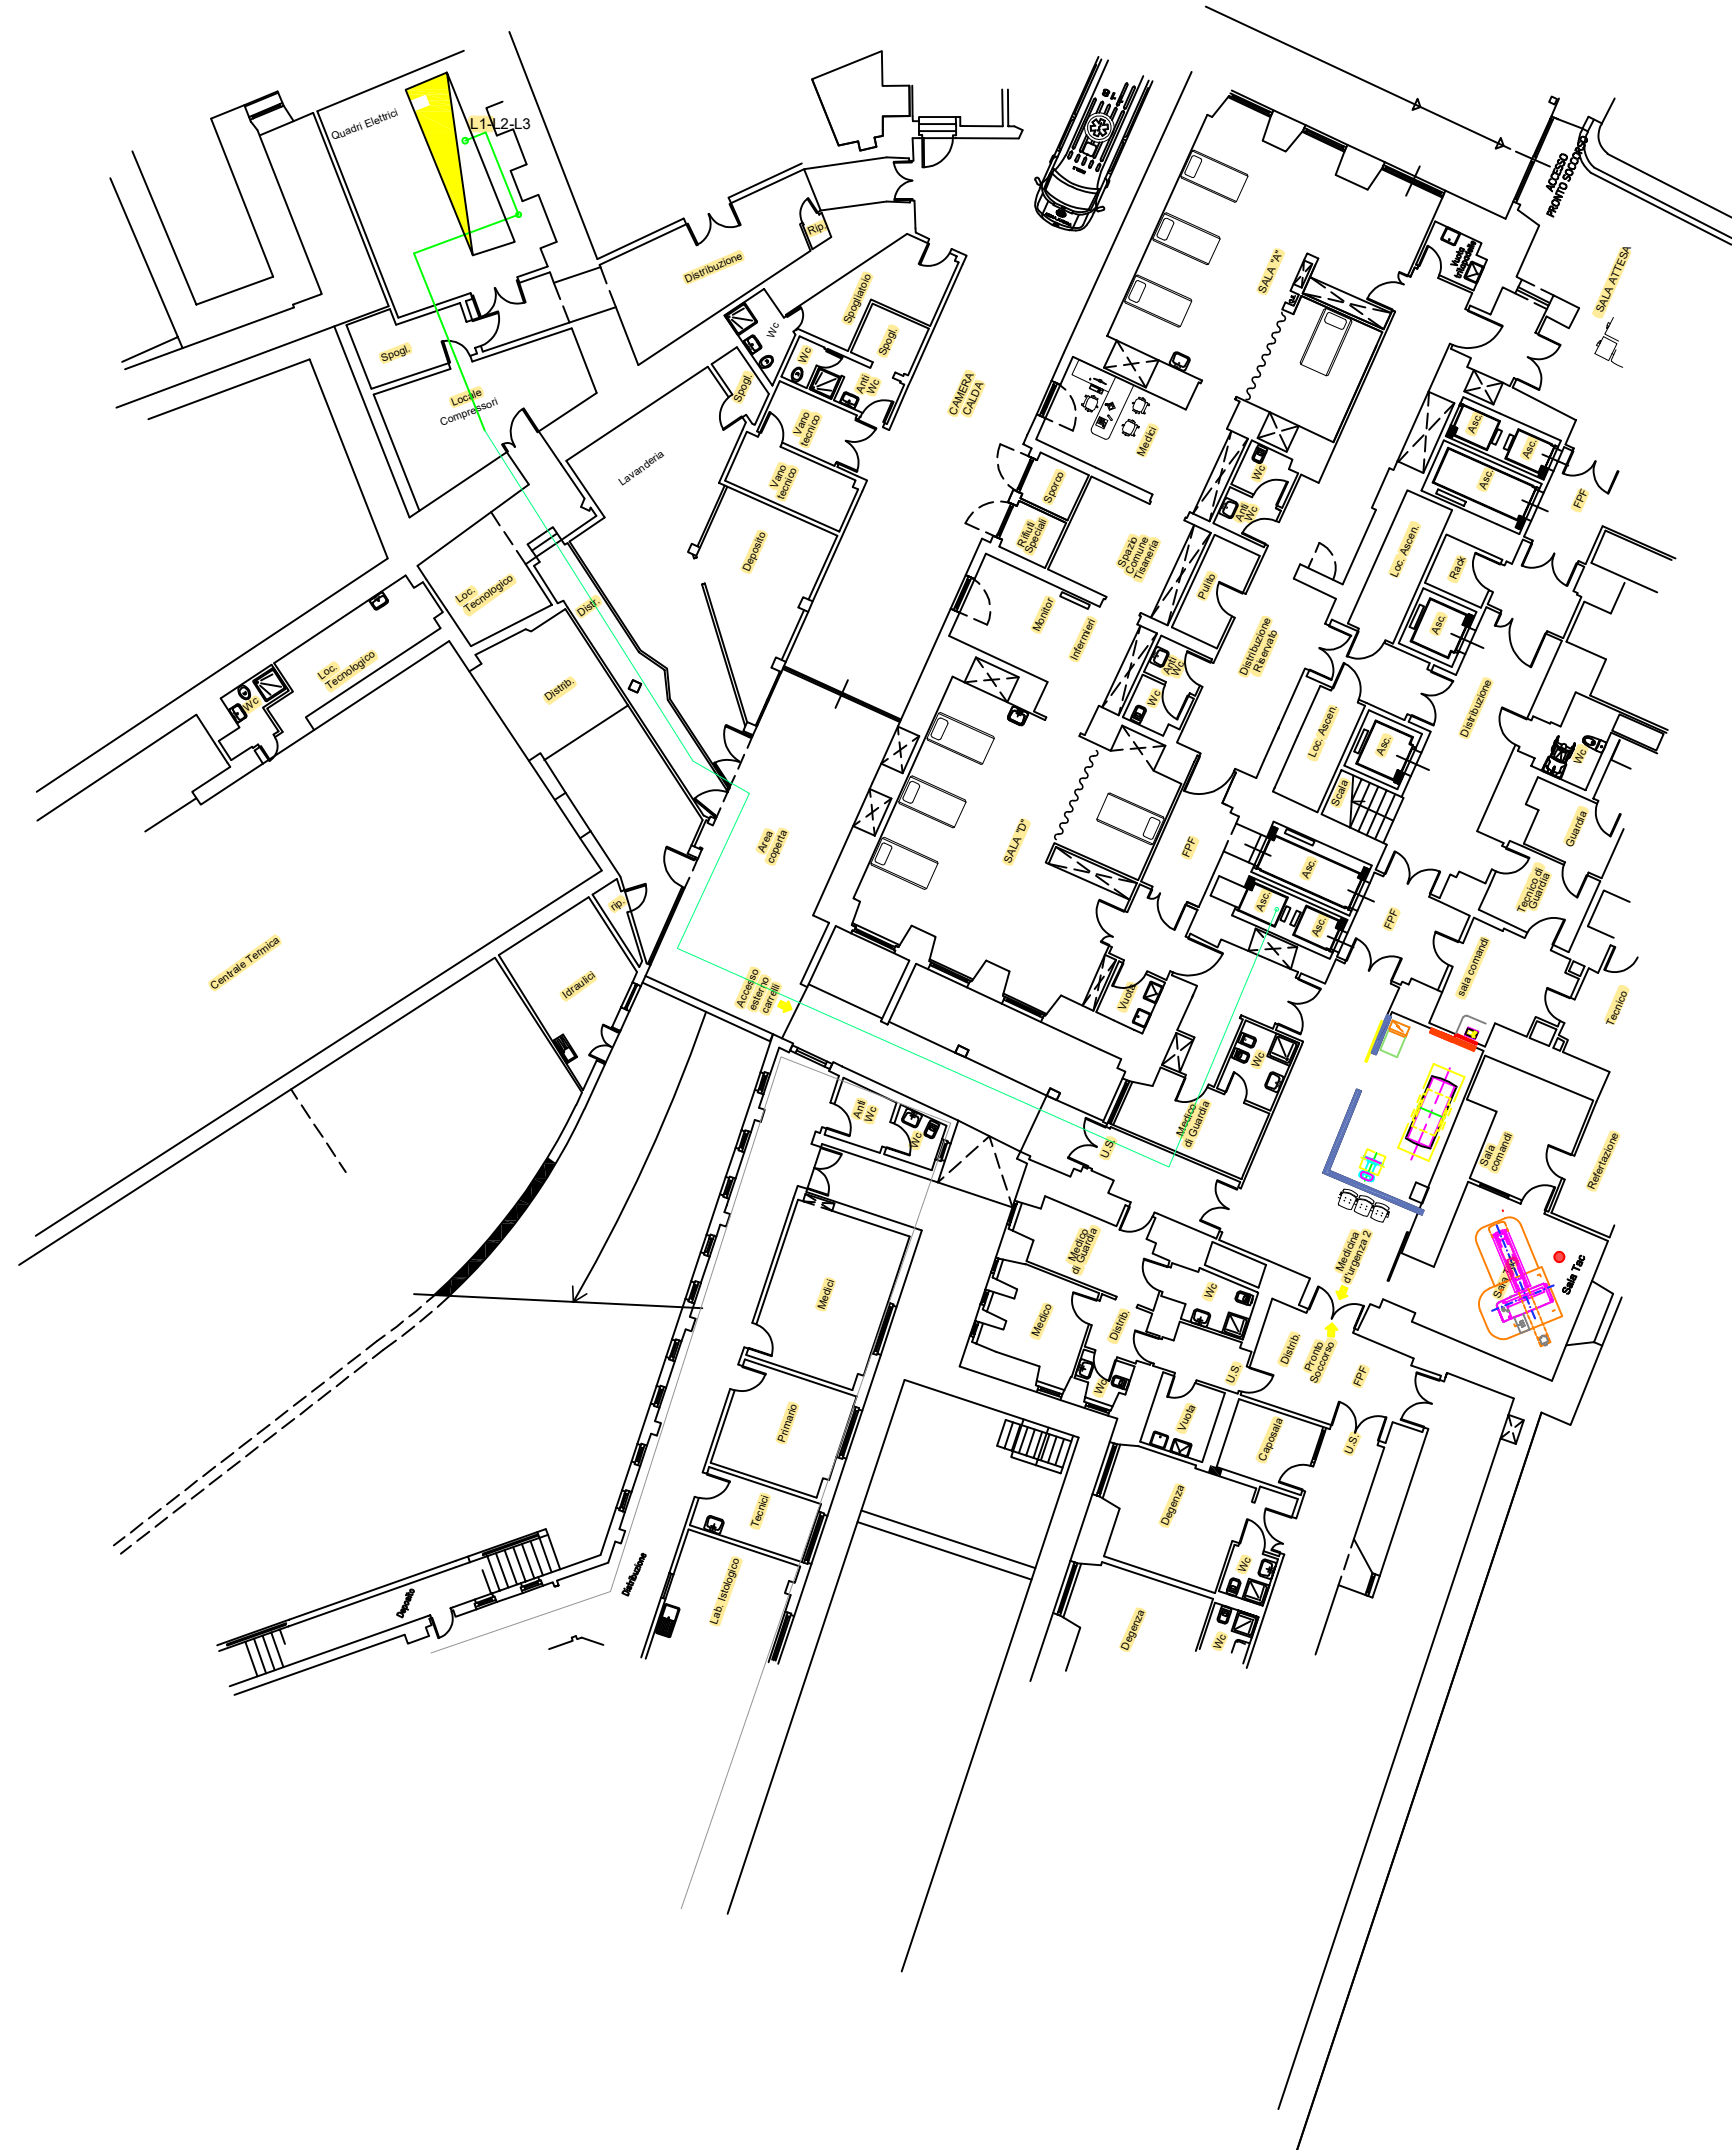 L1-L2-L3
Quadri Elettrici
ACCESSO
PRONTO SOCCORSO
SALA ATTESA
Vuota
SALA "A"
Distribuzione
Rip.
Spogliatoio
Spogl.
Wc
Wc
Anti
Wc
Spogl.
Spogl.
Locale
Compressori
Vano
tecnico
Vano
tecnico
Lavanderia
CAMERA
CALDA
Medici
Sporco
Rifiuti
Speciali
Spazio
Comune
Tisaneria
Wc
Anti
Wc
Pulito
Asc.
Asc.
Asc.
FPF
Loc. Ascen.
Rack
Asc.
Deposito
Loc.
Tecnologico
Distr.
Loc.
Tecnologico
Wc
Distrib.
Monitor
Infermieri
Anti
Wc
Wc
Distribuzione
Riservato
Loc. Ascen.
Asc.
Distribuzione
Scala
Wc
Guardia
Tecnico di
Guardia
Area
coperta
SALA "D"
FPF
Asc.
Asc.
Asc.
FPF
sala comandi
Tecnico
rip.
Centrale Termica
Idraulici
Accesso
esterno
carrelli
Vuota
Wc
Medico
di Guardia
U.S.
Anti
Wc
Wc
Sala
comandi
Refertazione
Medico
di Guardia
Medicina
d'urgenza 2
Sala Tac
Medici
Medico
Distrib.
Wc
Wc
U.S.
Distrib.
Pronto
Soccorso
FPF
Primario
Vuota
Caposala
U.S.
Tecnici
Degenza
Wc
Lab. Istologico
Distribuzione
Deposito
Degenza
Wc